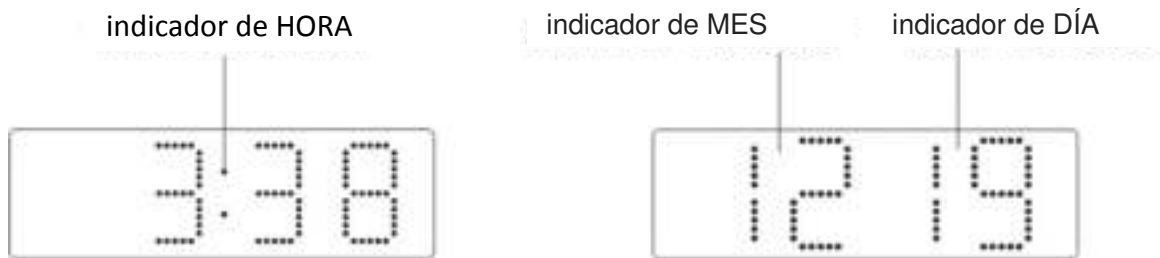 indicador de HORA
indicador de MES
indicador de DÍA
3:38
12 19